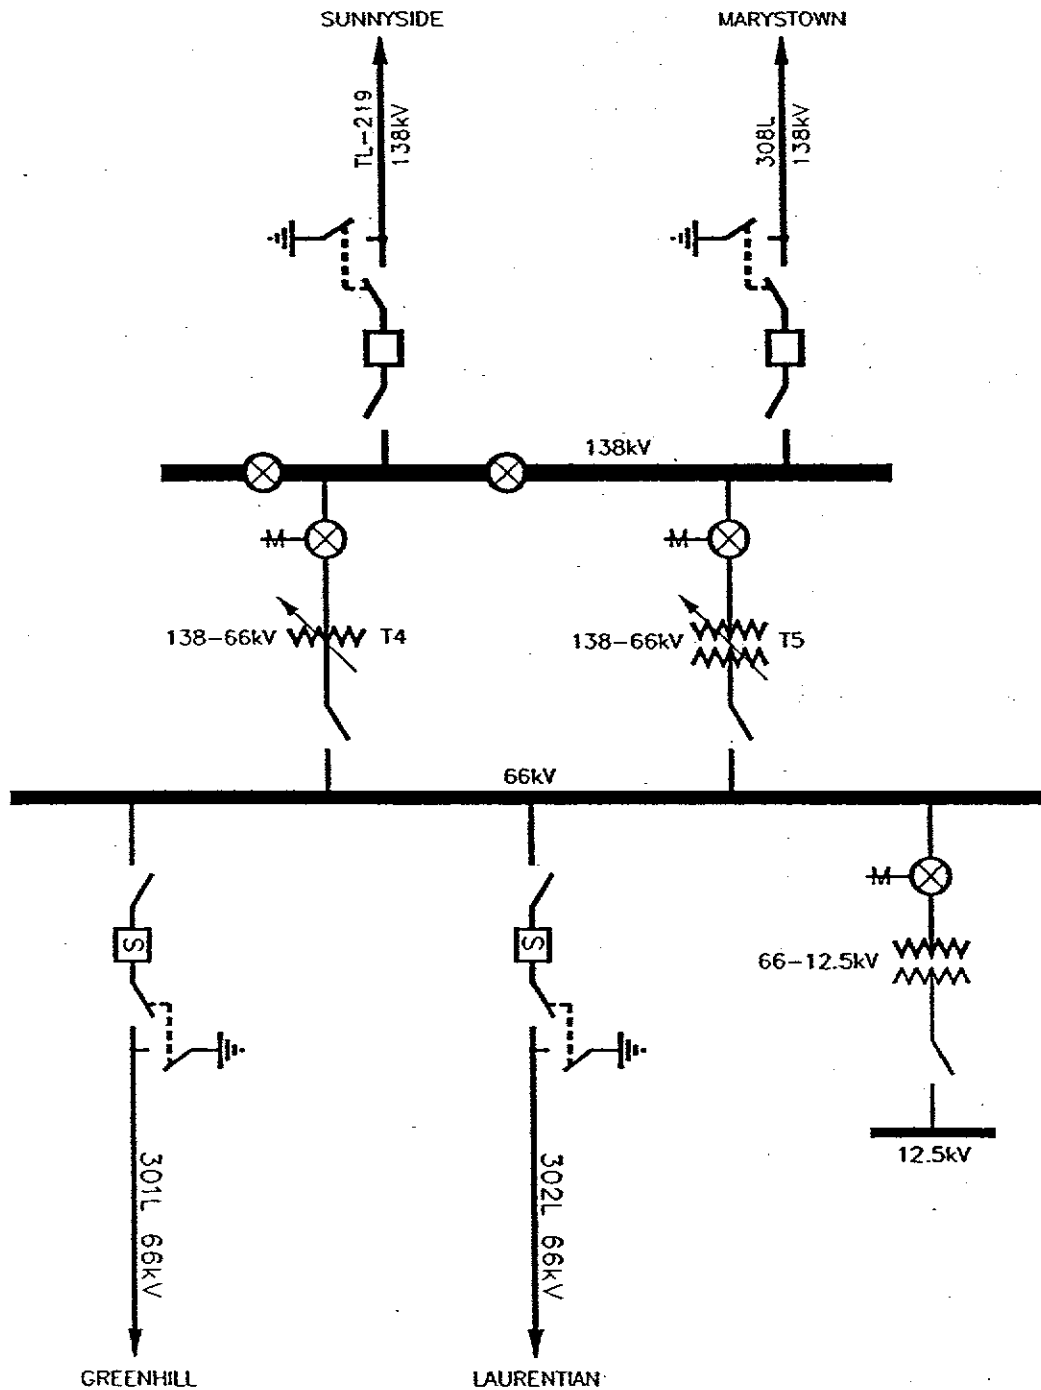 SUNNYSIDE
MARYSTOWN
TL-219
138kV
308L
138kV
138kV
M
M
138-66kV
T4
138-66kV
T5
66kV
M
S
S
66-12.5kV
12.5kV
301L 66kV
302L 66kV
GREENHILL
LAURENTIAN